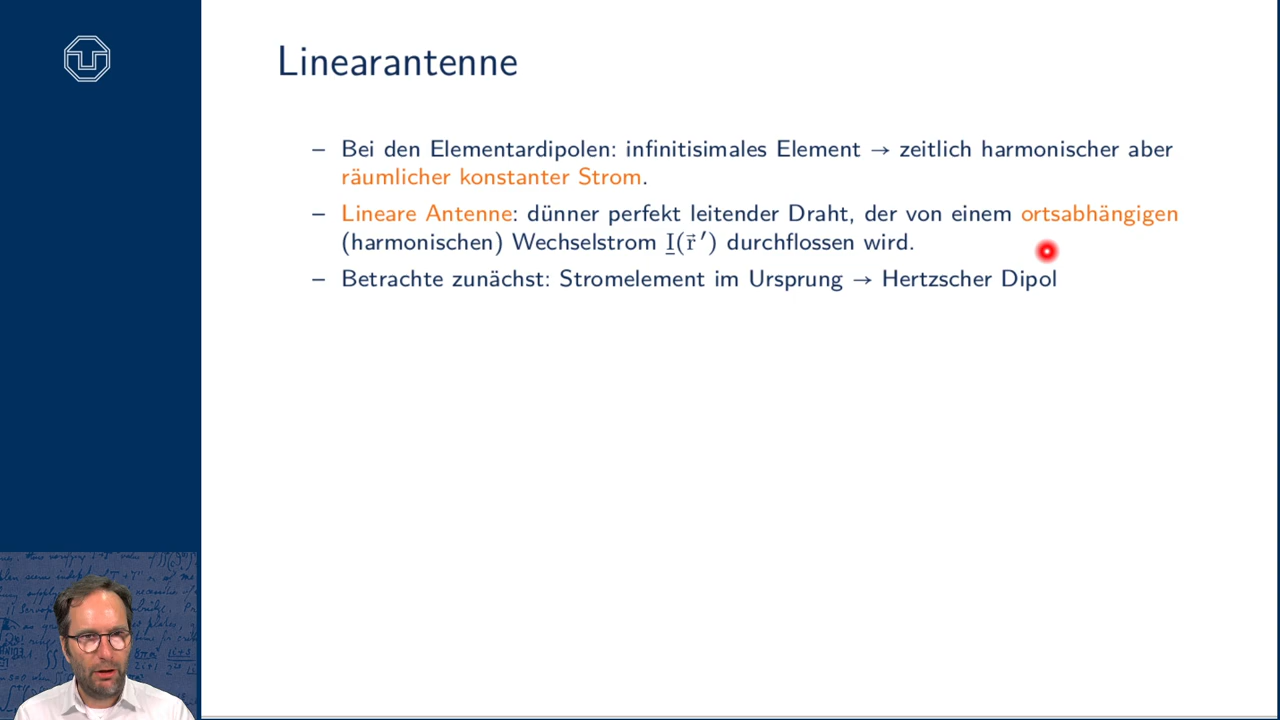 Linearantenne
– Bei den Elementardipolen: infinitisimales Element → zeitlich harmonischer aber
räumlicher konstanter Strom.
– Lineare Antenne: dünner perfekt leitender Draht, der von einem ortsabhängigen
(harmonischen) Wechselstrom I̲(r⃗ ′) durchflossen wird.
– Betrachte zunächst: Stromelement im Ursprung → Hertzscher Dipol